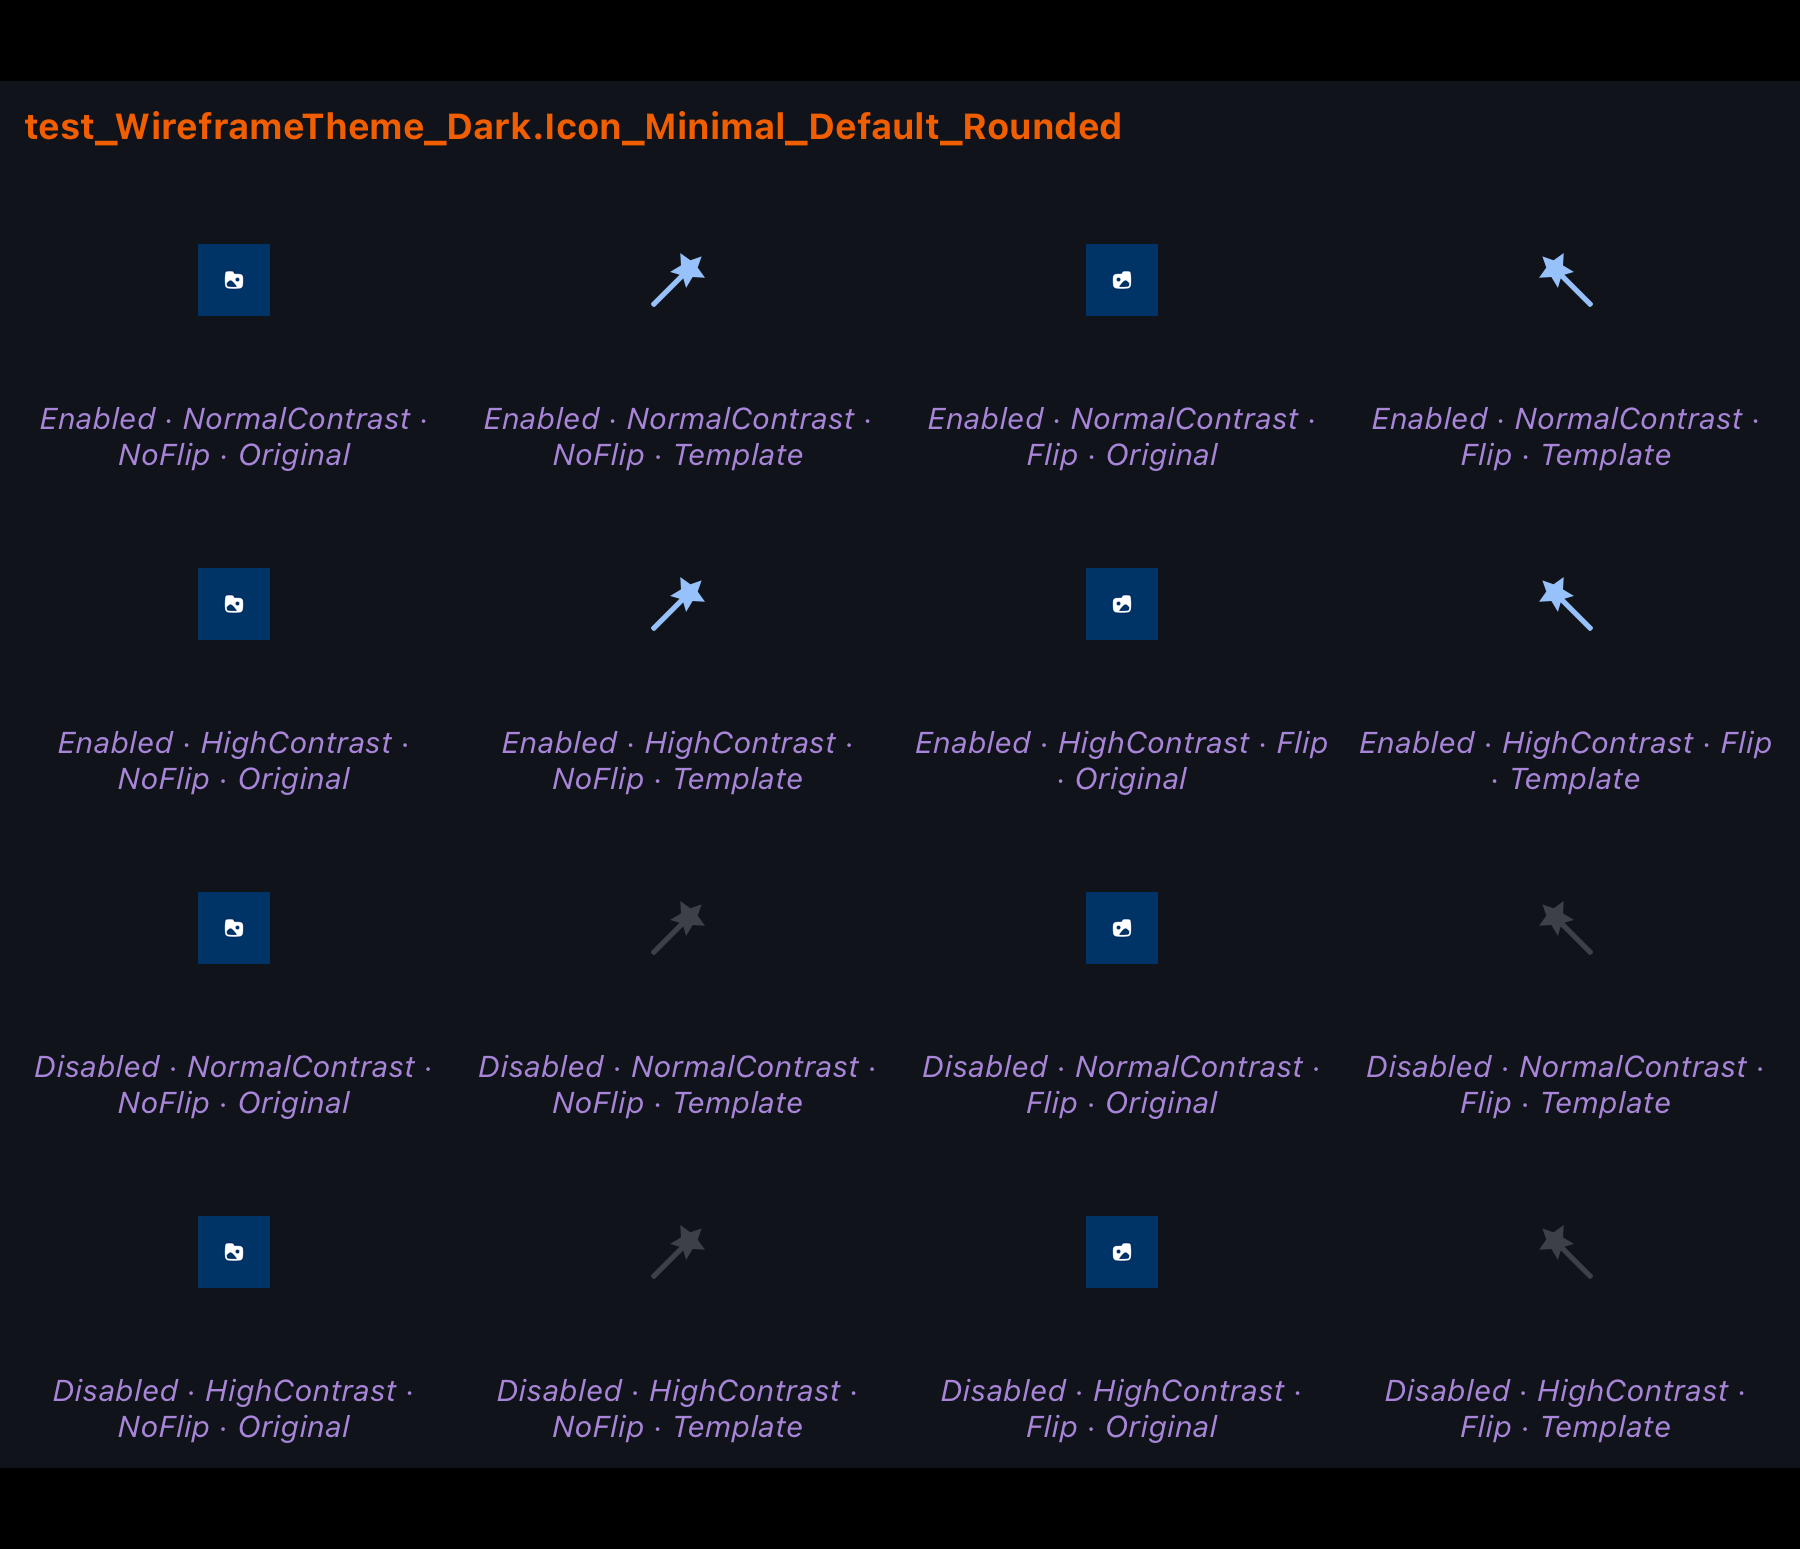 test_WireframeTheme_Dark.Icon_Minimal_Default_Rounded
Enabled · NormalContrast ·
NoFlip · Original
Enabled · NormalContrast ·
NoFlip · Template
Enabled · NormalContrast ·
Flip · Original
Enabled · NormalContrast ·
Flip · Template
Enabled · HighContrast ·
NoFlip · Original
Enabled · HighContrast ·
NoFlip · Template
Enabled · HighContrast · Flip
· Original
Enabled · HighContrast · Flip
· Template
Disabled · NormalContrast ·
NoFlip · Original
Disabled · NormalContrast ·
NoFlip · Template
Disabled · NormalContrast ·
Flip · Original
Disabled · NormalContrast ·
Flip · Template
Disabled · HighContrast ·
NoFlip · Original
Disabled · HighContrast ·
NoFlip · Template
Disabled · HighContrast ·
Flip · Original
Disabled · HighContrast ·
Flip · Template